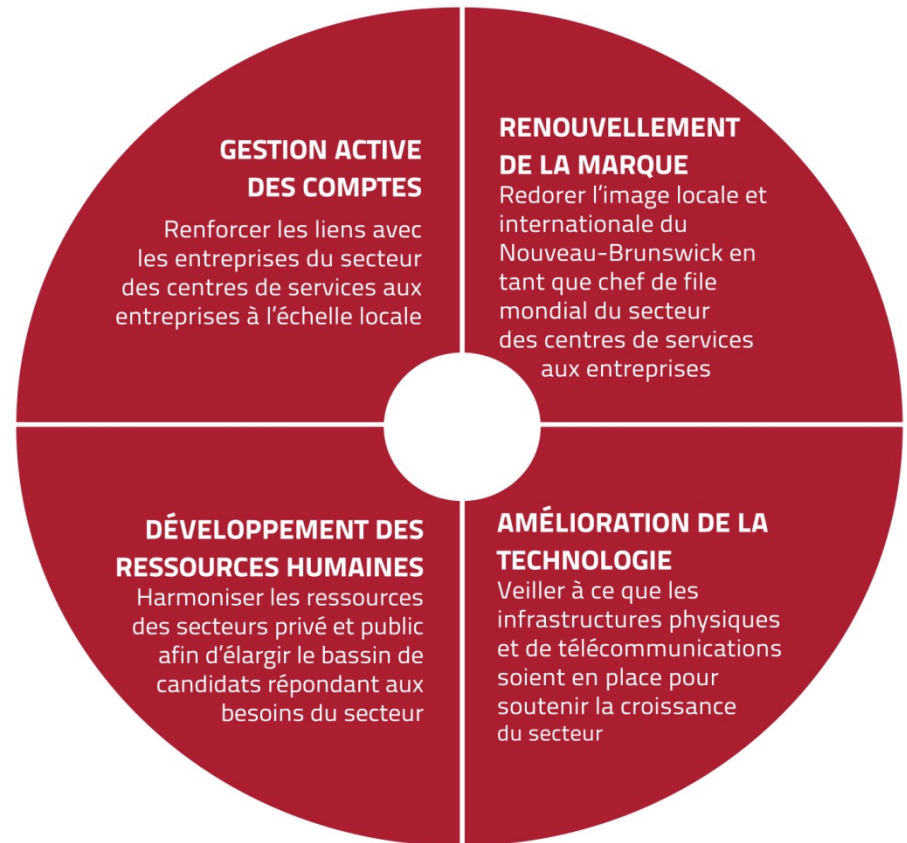 GESTION ACTIVE
DES COMPTES
Renforcer les liens avec
les entreprises du secteur
des centres de services aux
entreprises à l’échelle locale
RENOUVELLEMENT
DE LA MARQUE
Redorer l’image locale et
internationale du
Nouveau-Brunswick en
tant que chef de file
mondial du secteur
des centres de services
aux entreprises
DÉVELOPPEMENT DES
RESSOURCES HUMAINES
Harmoniser les ressources
des secteurs privé et public
afin d’élargir le bassin de
candidats répondant aux
besoins du secteur
AMÉLIORATION DE LA
TECHNOLOGIE
Veiller à ce que les
infrastructures physiques
et de télécommunications
soient en place pour
soutenir la croissance
du secteur